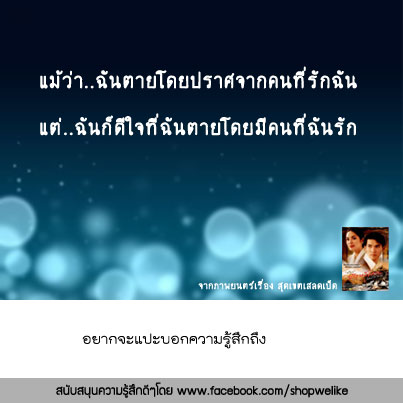 แม้ว่า..ฉันตายโดยปราศจากคนที่รักฉัน
แต่..ฉันก็ดีใจที่ฉันตายโดยมีคนที่ฉันรัก
จากภาพยนตร์เรื่อง สุดเขตเสลดเป็ด
อยากจะแปะบอกความรู้สึกถึง
สนับสนุนความรู้สึกดีๆโดย www.facebook.com/shopwelike